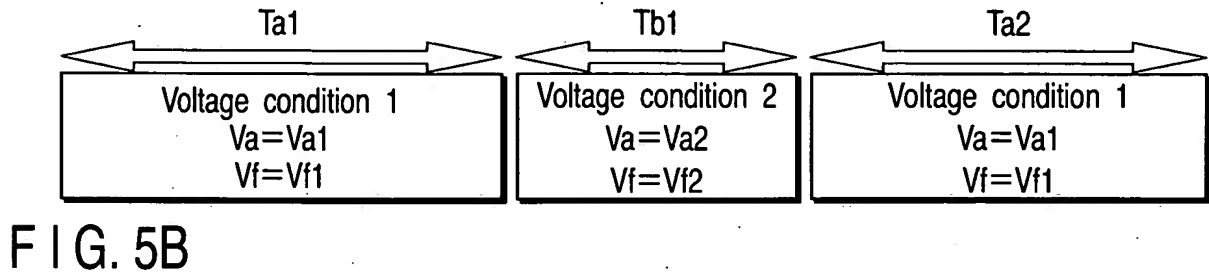 Ta1 Tb1 Ta2
Voltage condition 1 Voltage condition 2 Voltage condition 1
Va=Va1 Va=Va2 Va=Va1
Vf=Vf1 Vf=Vf2 Vf=Vf1
FIG. 5B